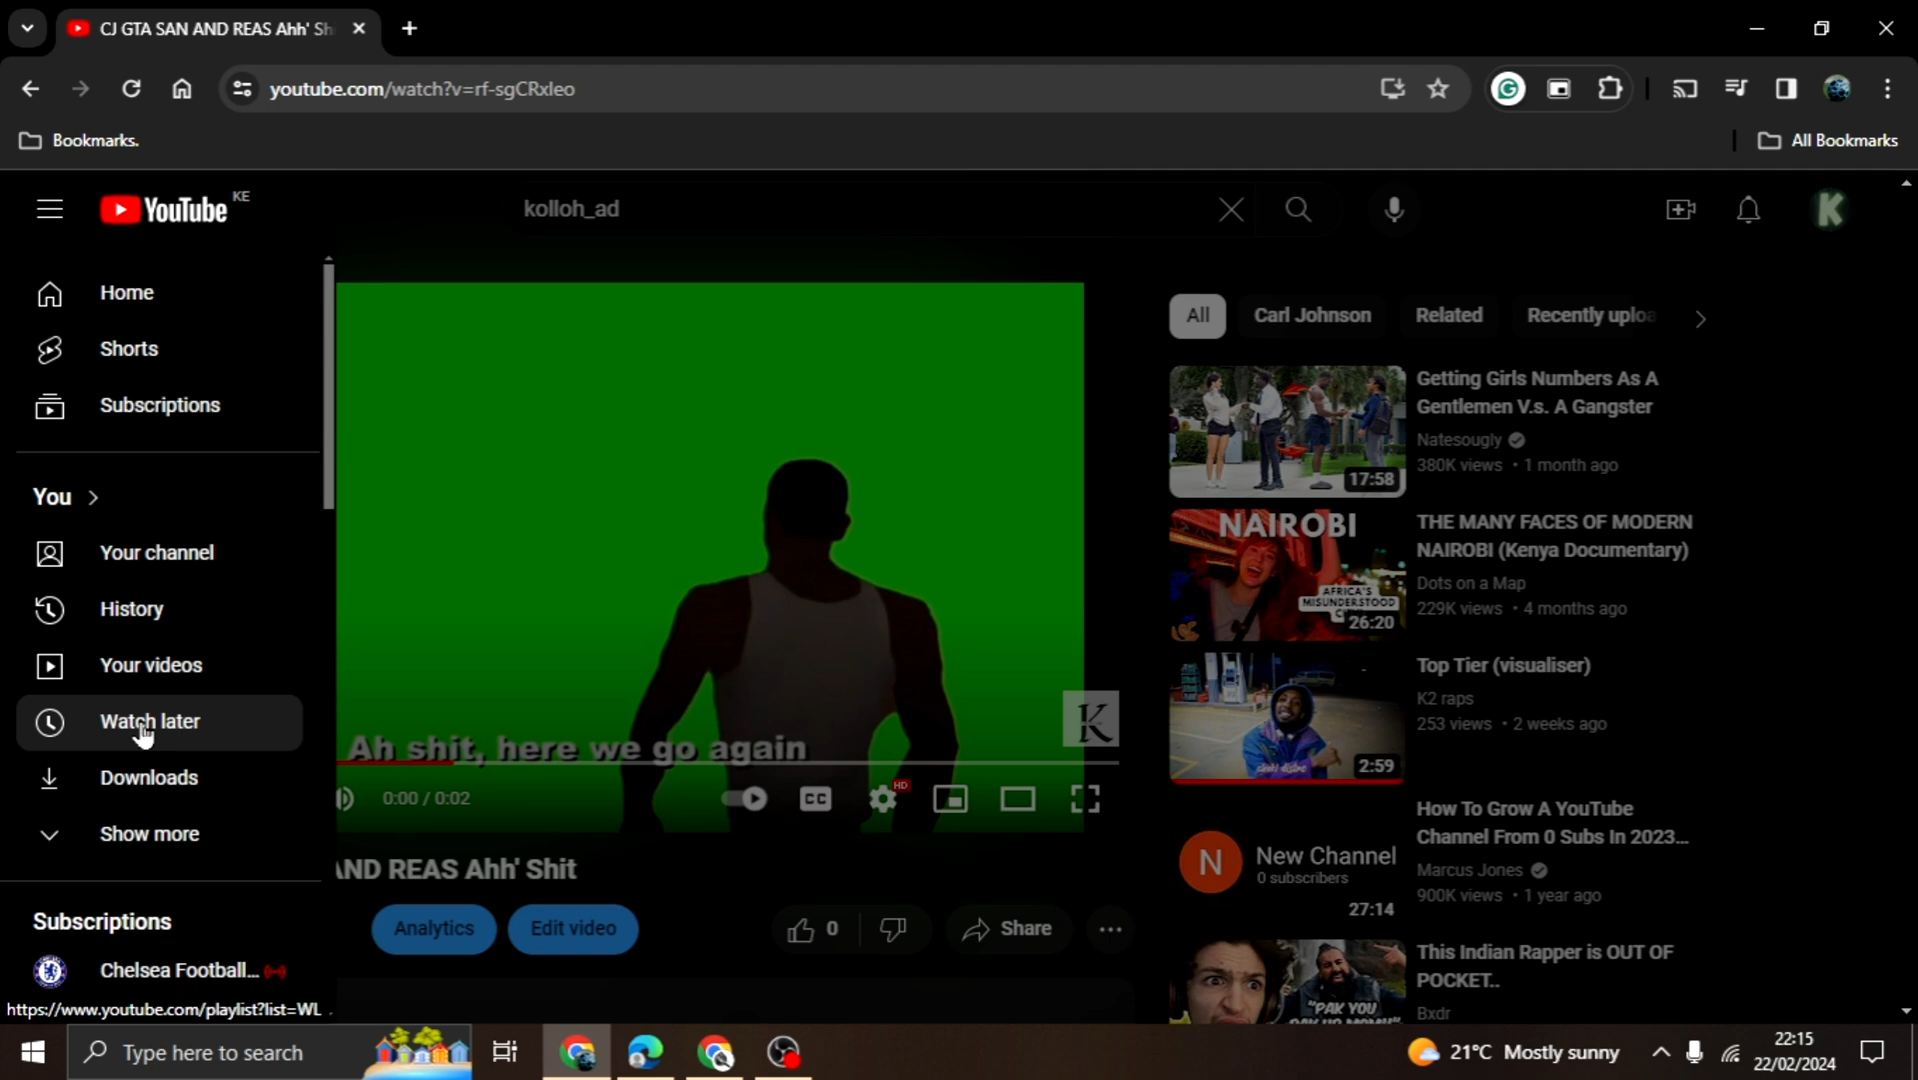 CJ GTA SAN AND REAS Ahh' Sh
youtube.com/watch?v=rf-sgCRxleo
Bookmarks.
All Bookmarks
YouTube KE
kolloh_ad
K
Home
Shorts
Subscriptions
You
Your channel
History
Your videos
Watch later
Downloads
Show more
Subscriptions
Chelsea Football...
https://www.youtube.com/playlist?list=WL
Ah shit, here we go again
K
0:00 / 0:02
CC
HD
AND REAS Ahh' Shit
Analytics
Edit video
0
Share
All
Carl Johnson
Related
Recently uploa
17:58
Getting Girls Numbers As A
Gentlemen V.s. A Gangster
Natesougly
380K views • 1 month ago
NAIROBI
AFRICA'S
MISUNDERSTOOD
26:20
THE MANY FACES OF MODERN
NAIROBI (Kenya Documentary)
Dots on a Map
229K views • 4 months ago
2:59
Top Tier (visualiser)
K2 raps
253 views • 2 weeks ago
N
New Channel
0 subscribers
27:14
How To Grow A YouTube
Channel From 0 Subs In 2023...
Marcus Jones
900K views • 1 year ago
"PAK YOU
This Indian Rapper is OUT OF
POCKET..
Bxdr
Type here to search
21°C Mostly sunny
22:15
22/02/2024